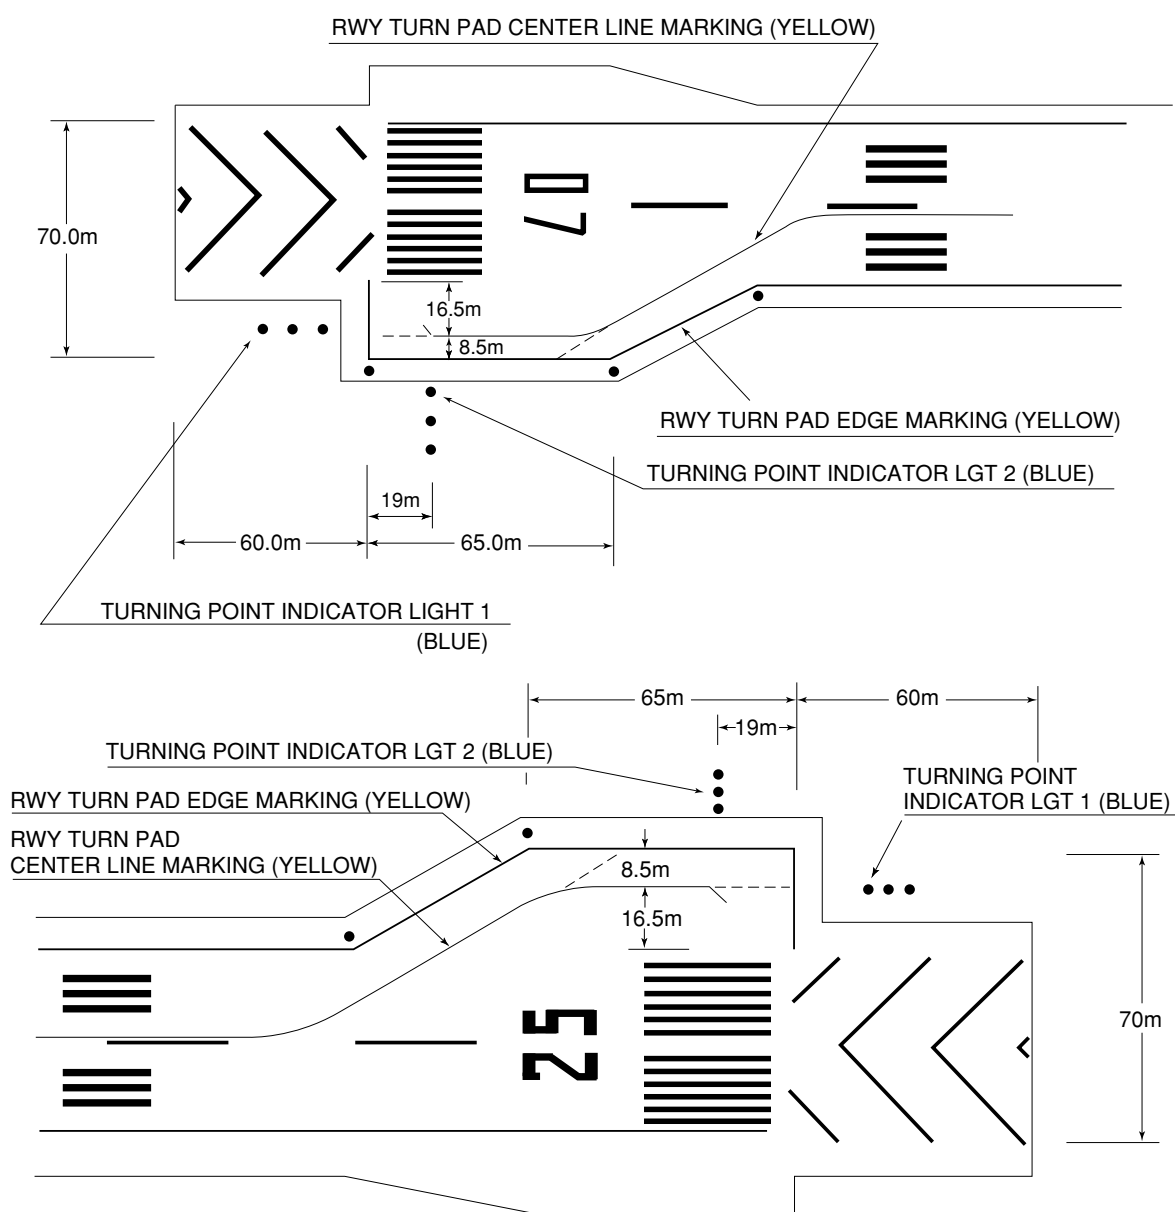 RWY TURN PAD CENTER LINE MARKING (YELLOW)
07
70.0m
16.5m
8.5m
RWY TURN PAD EDGE MARKING (YELLOW)
TURNING POINT INDICATOR LGT 2 (BLUE)
19m
60.0m
65.0m
TURNING POINT INDICATOR LIGHT 1
(BLUE)
65m
60m
19m
TURNING POINT INDICATOR LGT 2 (BLUE)
TURNING POINT
INDICATOR LGT 1 (BLUE)
RWY TURN PAD EDGE MARKING (YELLOW)
RWY TURN PAD
CENTER LINE MARKING (YELLOW)
8.5m
16.5m
25
70m